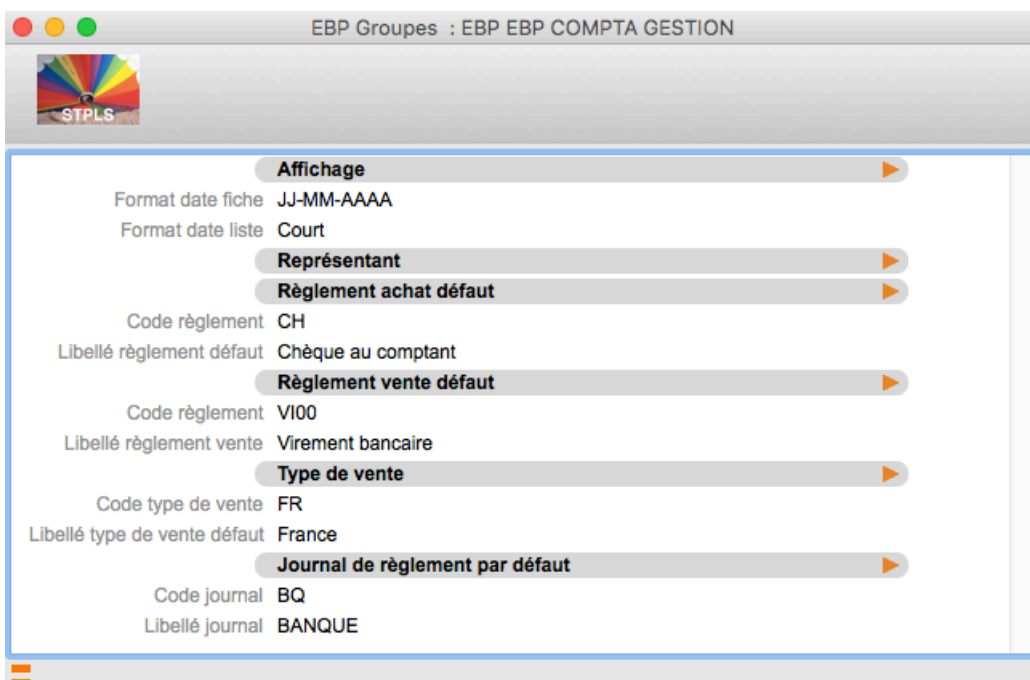 EBP Groupes : EBP EBP COMPTA GESTION
STPLS
Affichage
Format date fiche JJ-MM-AAAA
Format date liste Court
Représentant
Règlement achat défaut
Code règlement CH
Libellé règlement défaut Chèque au comptant
Règlement vente défaut
Code règlement VI00
Libellé règlement vente Virement bancaire
Type de vente
Code type de vente FR
Libellé type de vente défaut France
Journal de règlement par défaut
Code journal BQ
Libellé journal BANQUE